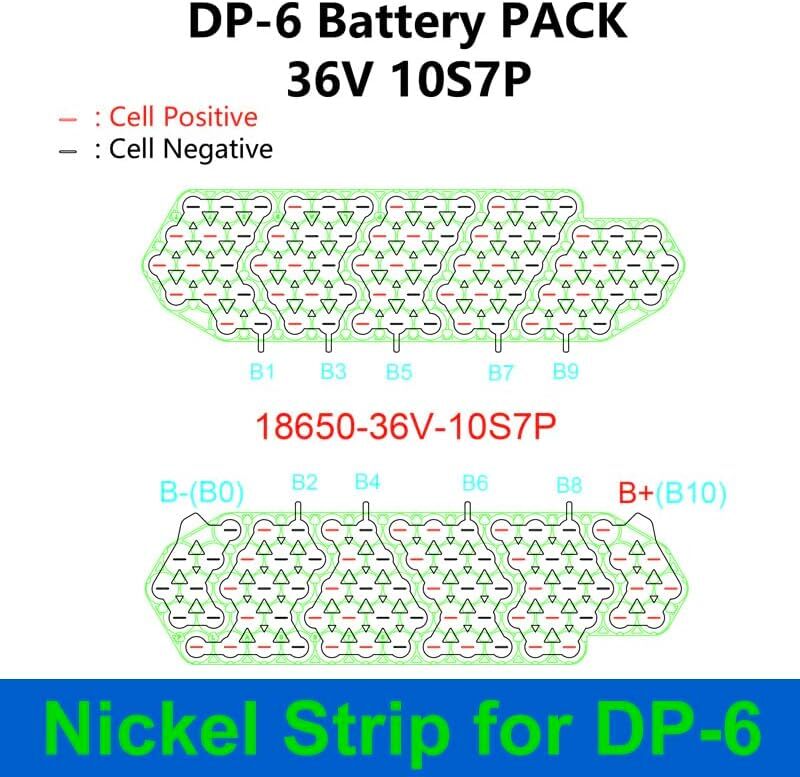 DP-6 Battery PACK
36V 10S7P
— : Cell Positive
— : Cell Negative
B1 B3 B5 B7 B9
18650-36V-10S7P
B-(B0) B2 B4 B6 B8 B+(B10)
Nickel Strip for DP-6